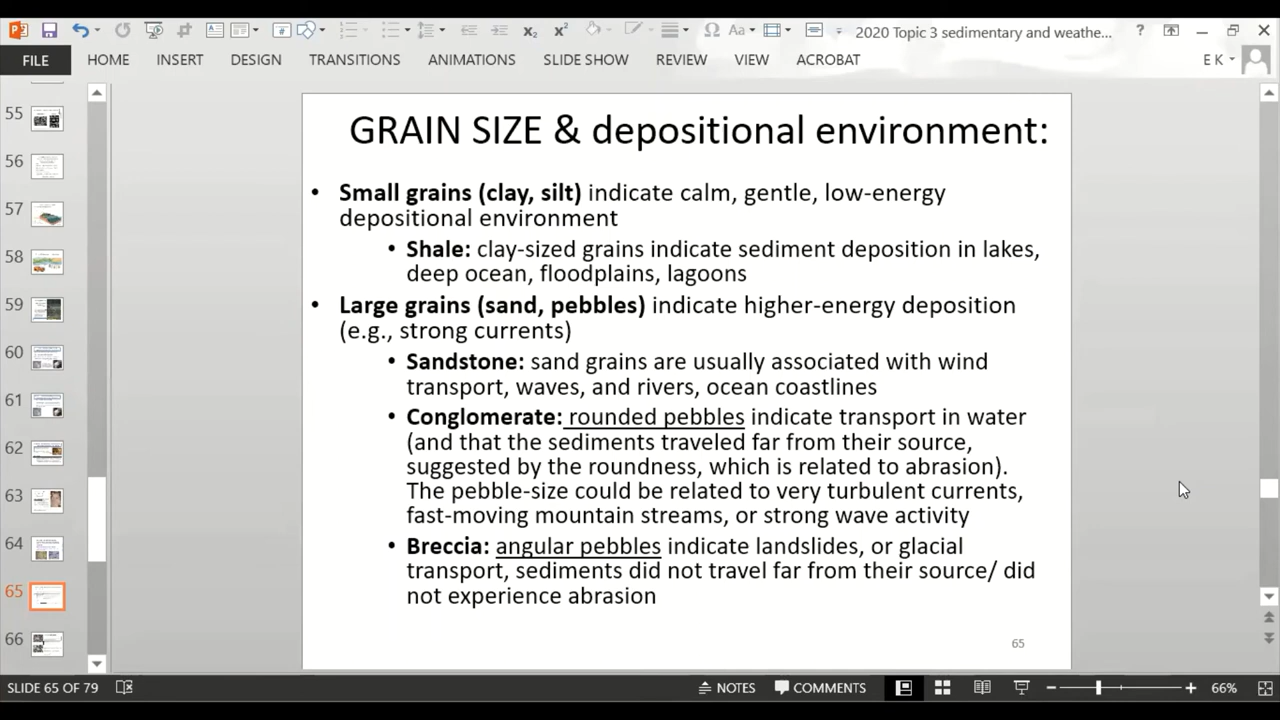 2020 Topic 3 sedimentary and weathe...
FILE HOME INSERT DESIGN TRANSITIONS ANIMATIONS SLIDE SHOW REVIEW VIEW ACROBAT E K
55
56
57
58
59
60
61
62
63
64
65
66
GRAIN SIZE & depositional environment:
• Small grains (clay, silt) indicate calm, gentle, low-energy
depositional environment
• Shale: clay-sized grains indicate sediment deposition in lakes,
deep ocean, floodplains, lagoons
• Large grains (sand, pebbles) indicate higher-energy deposition
(e.g., strong currents)
• Sandstone: sand grains are usually associated with wind
transport, waves, and rivers, ocean coastlines
• Conglomerate: rounded pebbles indicate transport in water
(and that the sediments traveled far from their source,
suggested by the roundness, which is related to abrasion).
The pebble-size could be related to very turbulent currents,
fast-moving mountain streams, or strong wave activity
• Breccia: angular pebbles indicate landslides, or glacial
transport, sediments did not travel far from their source/ did
not experience abrasion
65
SLIDE 65 OF 79 NOTES COMMENTS 66%